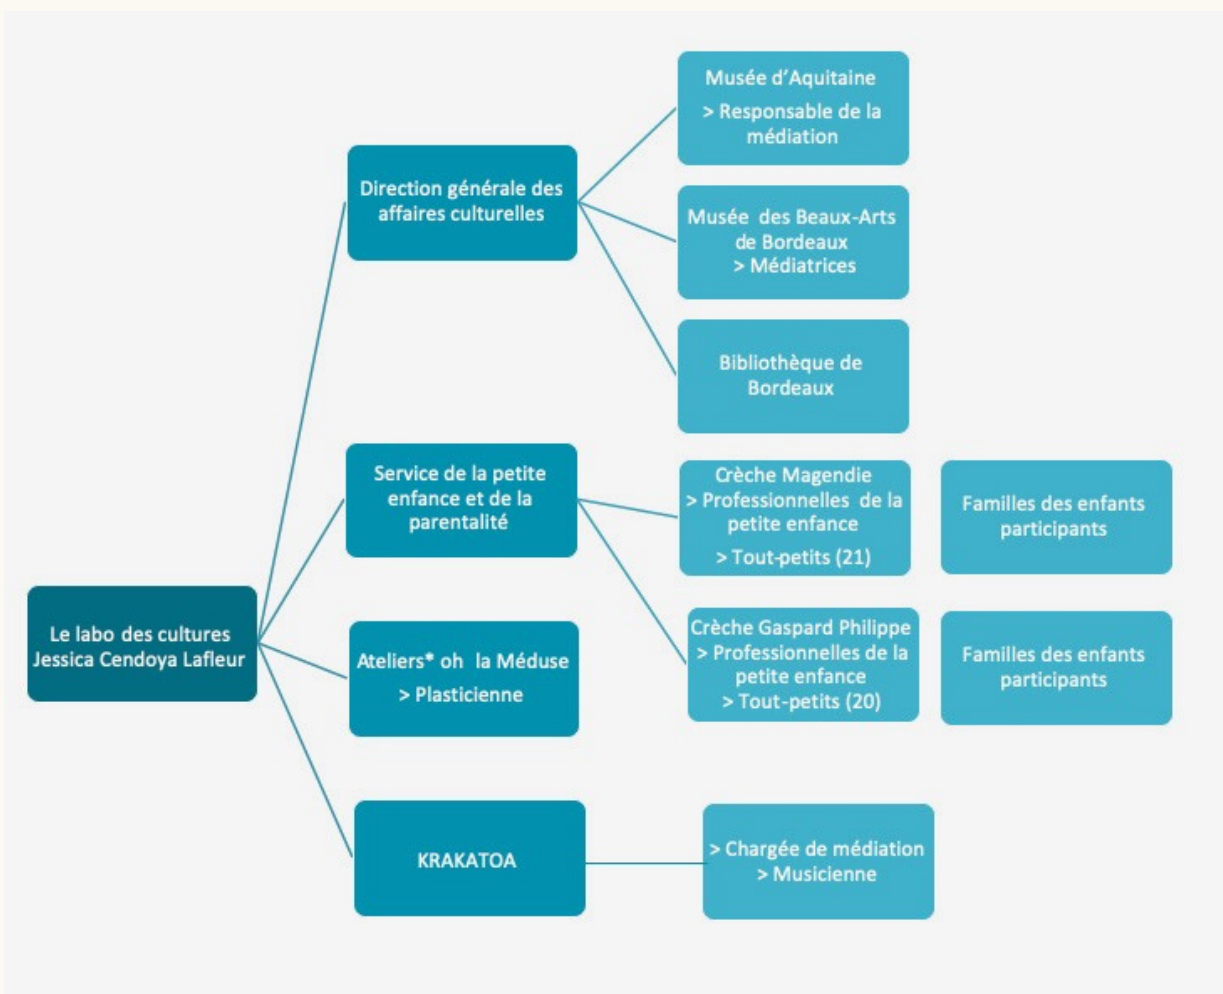 Musée d'Aquitaine
> Responsable de la
médiation
Direction générale des
affaires culturelles
Musée des Beaux-Arts
de Bordeaux
> Médiatrices
Bibliothèque de
Bordeaux
Service de la petite
enfance et de la
parentalité
Crèche Magendie
> Professionnelles de la
petite enfance
> Tout-petits (21)
Familles des enfants
participants
Le labo des cultures
Jessica Cendoya Lafleur
Ateliers* oh la Méduse
> Plasticienne
Crèche Gaspard Philippe
> Professionnelles de la
petite enfance
> Tout-petits (20)
Familles des enfants
participants
KRAKATOA
> Chargée de médiation
> Musicienne